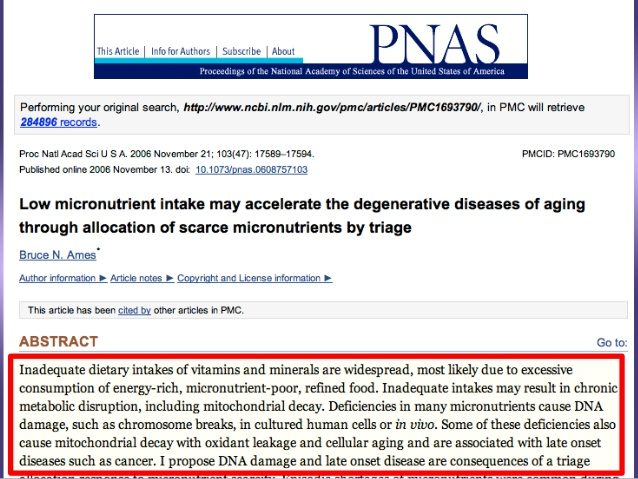 This Article | Info for Authors | Subscribe | About
PNAS
Proceedings of the National Academy of Sciences of the United States of America
Performing your original search, http://www.ncbi.nlm.nih.gov/pmc/articles/PMC1693790/, in PMC will retrieve
284896 records.
Proc Natl Acad Sci U S A. 2006 November 21; 103(47): 17589–17594.
PMCID: PMC1693790
Published online 2006 November 13. doi: 10.1073/pnas.0608757103
Low micronutrient intake may accelerate the degenerative diseases of aging
through allocation of scarce micronutrients by triage
Bruce N. Ames*
Author information ► Article notes ► Copyright and License information ►
This article has been cited by other articles in PMC.
ABSTRACT
Go to:
Inadequate dietary intakes of vitamins and minerals are widespread, most likely due to excessive
consumption of energy-rich, micronutrient-poor, refined food. Inadequate intakes may result in chronic
metabolic disruption, including mitochondrial decay. Deficiencies in many micronutrients cause DNA
damage, such as chromosome breaks, in cultured human cells or in vivo. Some of these deficiencies also
cause mitochondrial decay with oxidant leakage and cellular aging and are associated with late onset
diseases such as cancer. I propose DNA damage and late onset disease are consequences of a triage